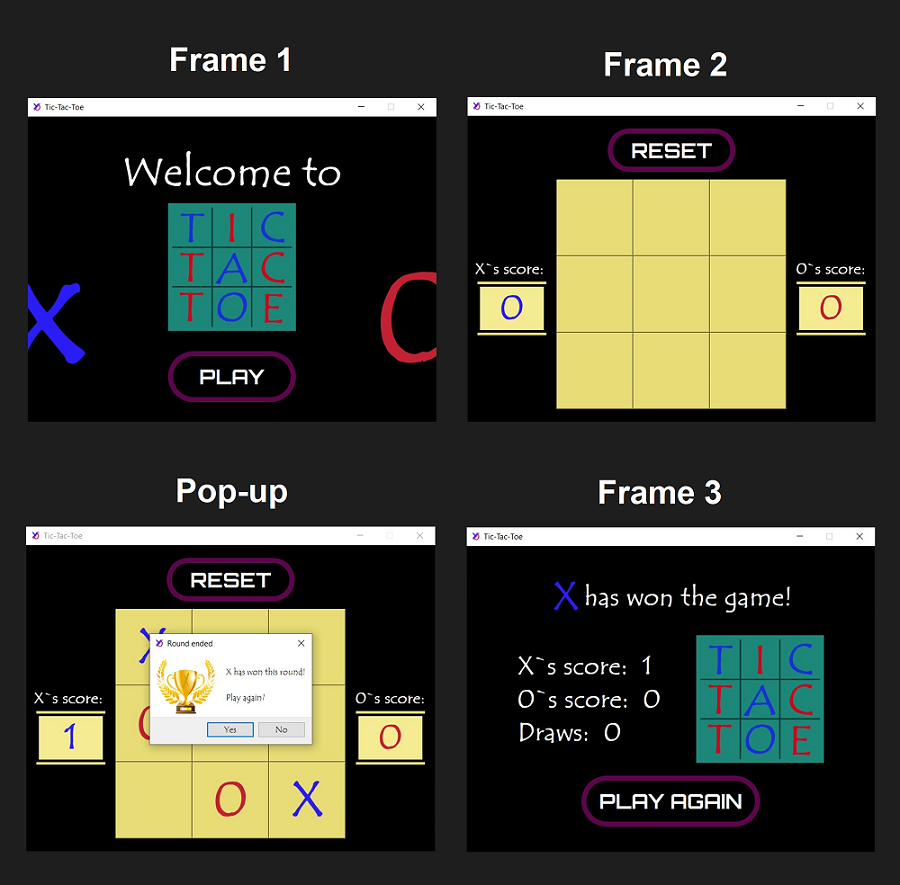 Frame 1
Tic-Tac-Toe
Welcome to
T I C
T A C
T O E
X O
PLAY
Frame 2
Tic-Tac-Toe
RESET
X`s score:
0
O`s score:
0
Pop-up
Tic-Tac-Toe
RESET
X`s score:
1
O`s score:
0
X
O X
Round ended
X has won this round!
Play again?
Yes No
Frame 3
Tic-Tac-Toe
X has won the game!
X`s score: 1
O`s score: 0
Draws: 0
T I C
T A C
T O E
PLAY AGAIN